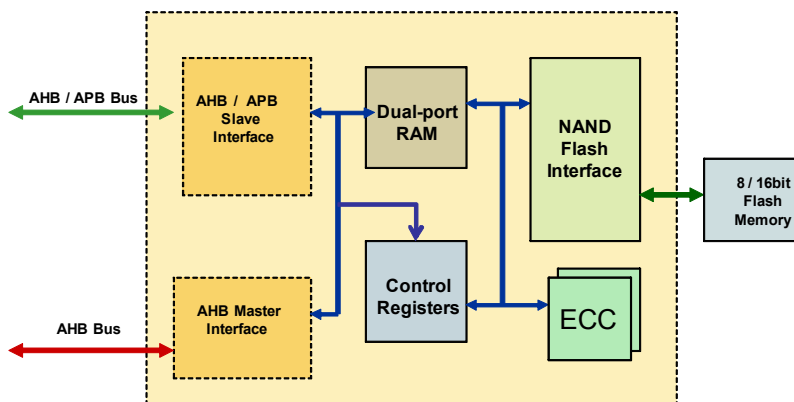 AHB / APB Bus
AHB / APB
Slave
Interface
Dual-port
RAM
NAND
Flash
Interface
8 / 16bit
Flash
Memory
Control
Registers
AHB Master
Interface
AHB Bus
ECC